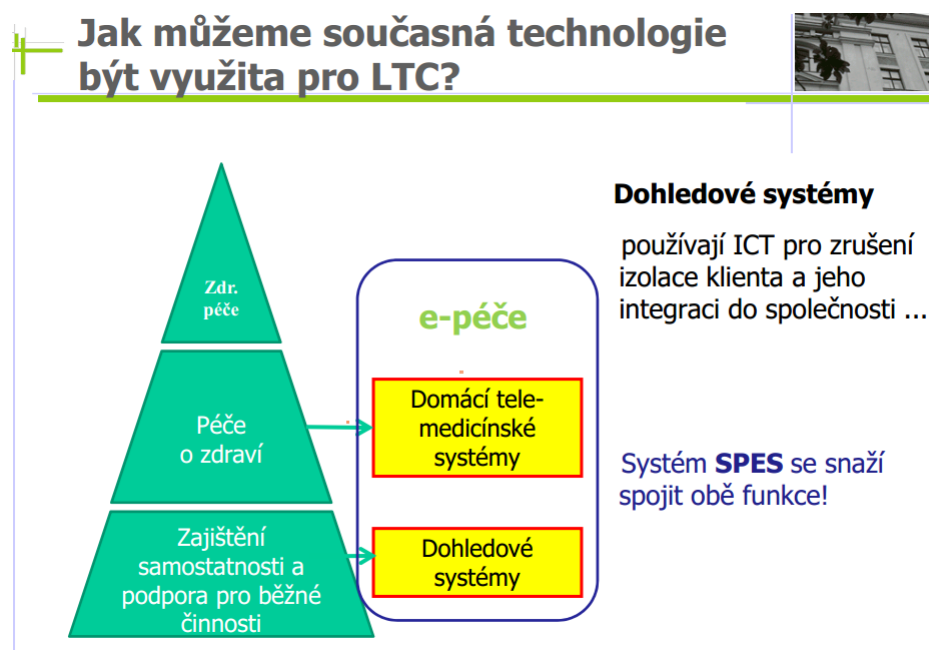 Jak můžeme současná technologie
být využita pro LTC?
Zdr.
péče
Péče
o zdraví
Zajištění
samostatnosti a
podpora pro běžné
činnosti
e-péče
Domácí tele-
medicínské
systémy
Dohledové
systémy
Dohledové systémy
používají ICT pro zrušení
izolace klienta a jeho
integraci do společnosti ...
Systém SPES se snaží
spojit obě funkce!